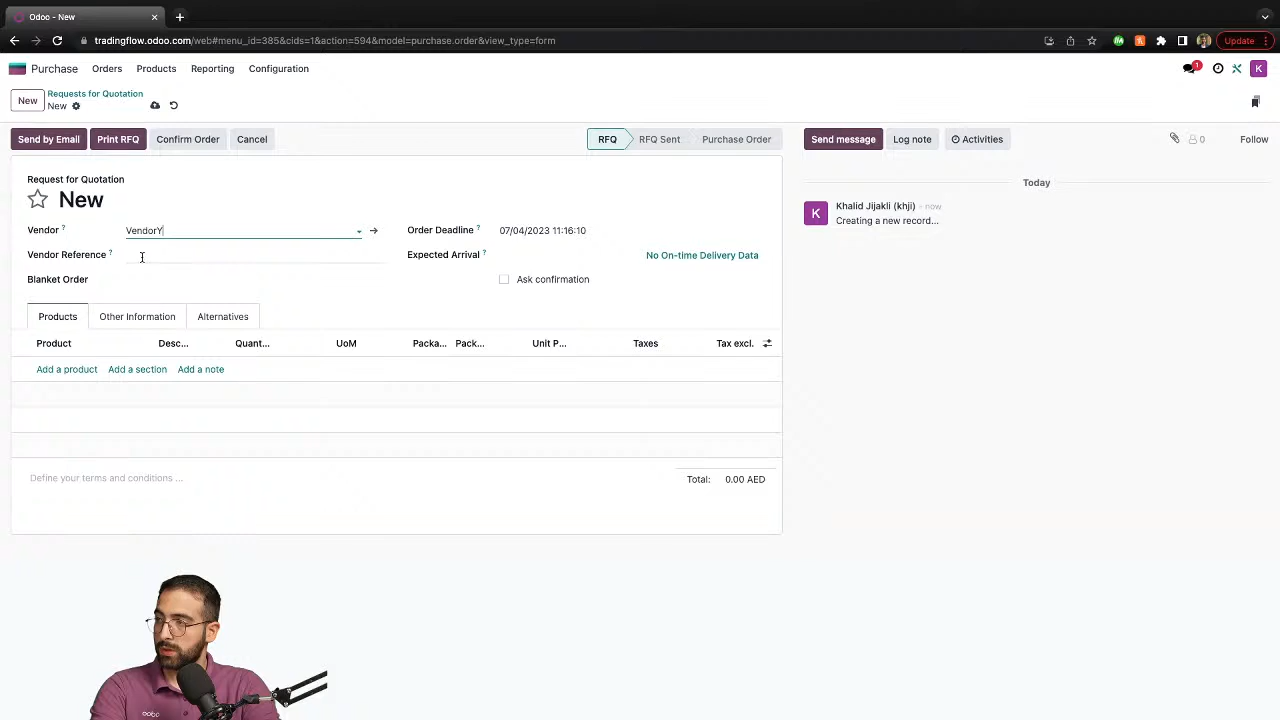 Odoo - New
tradingflow.odoo.com/web#menu_id=385&cids=1&action=594&model=purchase.order&view_type=form
Update
Purchase Orders Products Reporting Configuration
1
K
New
Requests for Quotation
New
Send by Email Print RFQ Confirm Order Cancel
RFQ RFQ Sent Purchase Order
Send message Log note Activities
0
Follow
Request for Quotation
New
Vendor ?
VendorY
Order Deadline ?
07/04/2023 11:16:10
Vendor Reference ?
Expected Arrival ?
No On-time Delivery Data
Blanket Order
Ask confirmation
Products Other Information Alternatives
Product Desc... Quant... UoM Packa... Pack... Unit P... Taxes Tax excl.
Add a product Add a section Add a note
Define your terms and conditions ...
Total: 0.00 AED
Today
K
Khalid Jijakli (khji) - now
Creating a new record...
odoo